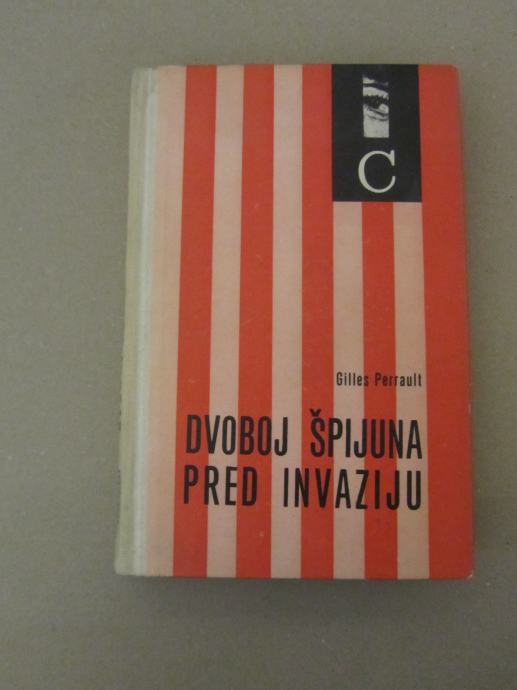 C
Gilles Perrault
DVOBOJ ŠPIJUNA
PRED INVAZIJU